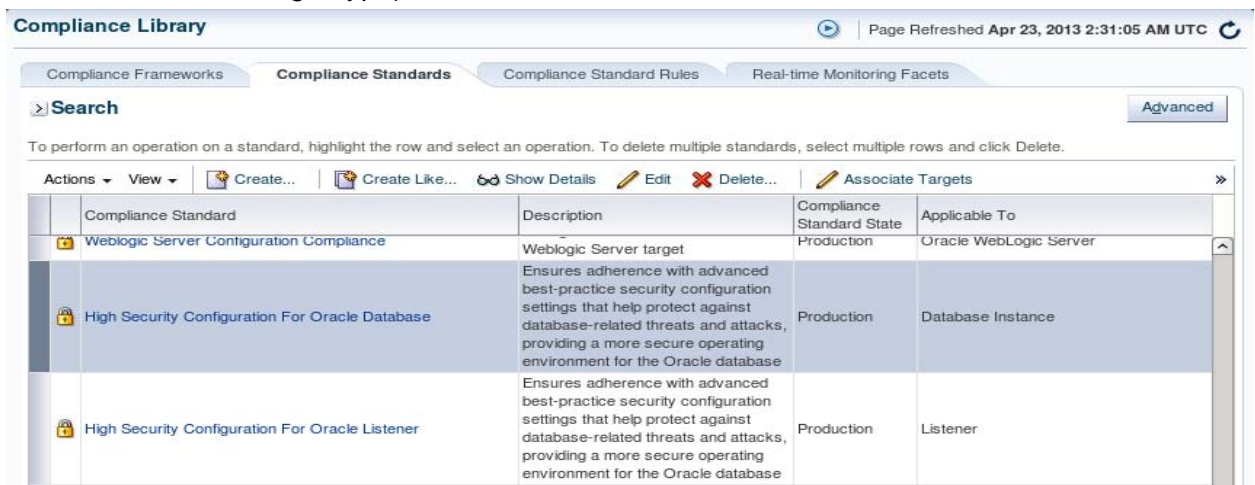 Compliance Library
Page Refreshed Apr 23, 2013 2:31:05 AM UTC
Compliance Frameworks Compliance Standards Compliance Standard Rules Real-time Monitoring Facets
Search
Advanced
To perform an operation on a standard, highlight the row and select an operation. To delete multiple standards, select multiple rows and click Delete.
Actions View Create... Create Like... Show Details Edit Delete... Associate Targets »
Compliance Standard Description Compliance Standard State Applicable To
Weblogic Server Configuration Compliance Weblogic Server target Production Oracle WebLogic Server
Ensures adherence with advanced
best-practice security configuration
settings that help protect against
High Security Configuration For Oracle Database database-related threats and attacks, Production Database Instance
providing a more secure operating
environment for the Oracle database
Ensures adherence with advanced
best-practice security configuration
settings that help protect against
High Security Configuration For Oracle Listener database-related threats and attacks, Production Listener
providing a more secure operating
environment for the Oracle database